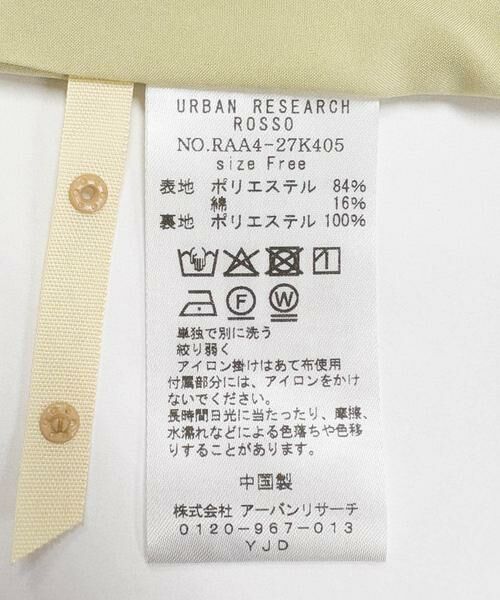 URBAN RESEARCH
ROSSO
NO.RAA4-27K405
size Free
表地 ポリエステル 84%
綿 16%
裏地 ポリエステル 100%
F W
単独で別に洗う
絞り弱く
アイロン掛けはあて布使用
付属部分には、アイロンをかけ
ないでください。
長時間日光に当たったり、摩擦、
水濡れなどによる色落ちや色移
りすることがあります。
中国製
株式会社 アーバンリサーチ
0120-967-013
YJD